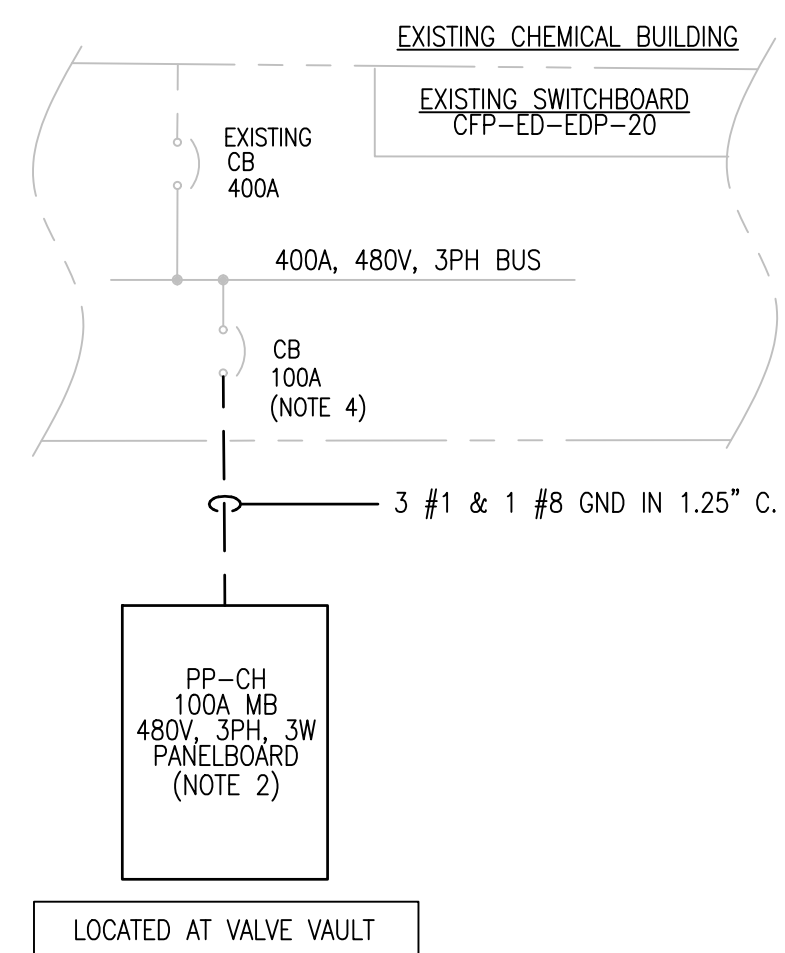 EXISTING CHEMICAL BUILDING
EXISTING SWITCHBOARD
CFP-ED-EDP-20
EXISTING
CB
400A
400A, 480V, 3PH BUS
CB
100A
(NOTE 4)
3 #1 & 1 #8 GND IN 1.25" C.
PP-CH
100A MB
480V, 3PH, 3W
PANELBOARD
(NOTE 2)
LOCATED AT VALVE VAULT